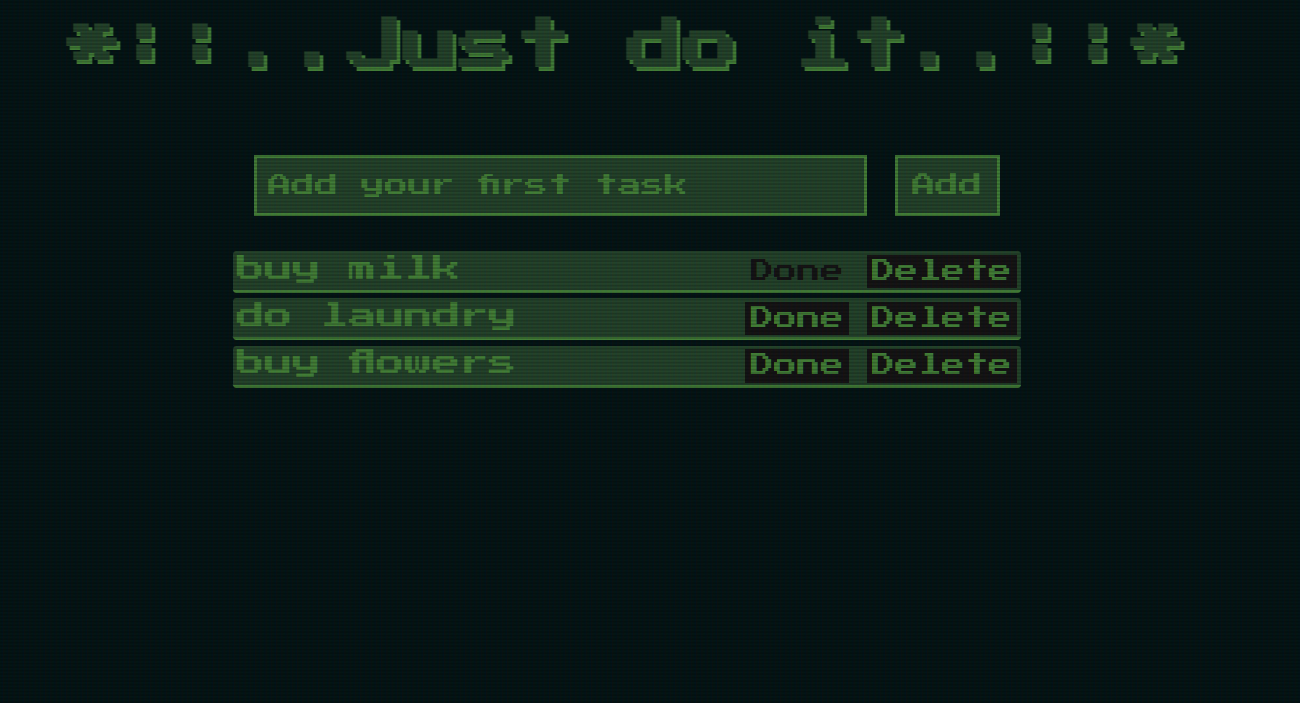 *::..Just do it..::*
Add your first task Add
buy milk Done Delete
do laundry Done Delete
buy flowers Done Delete